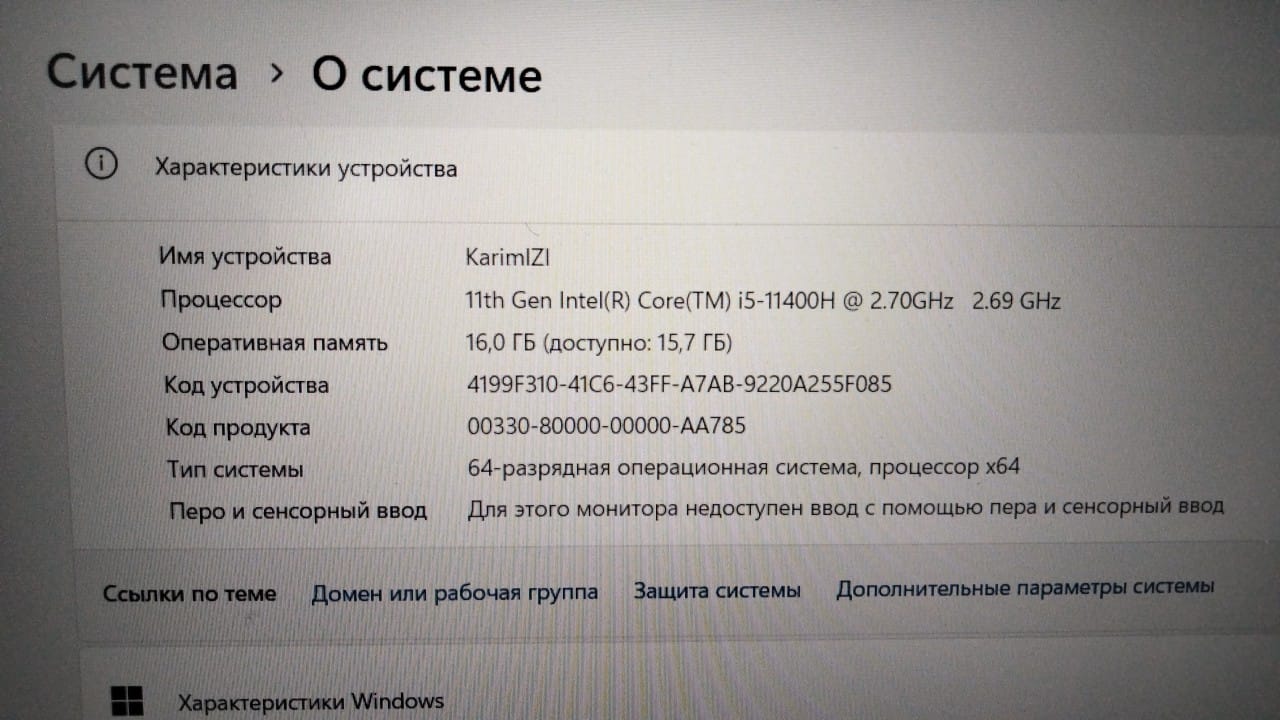 Система > О системе
Характеристики устройства
Имя устройства KarimIZI
Процессор 11th Gen Intel(R) Core(TM) i5-11400H @ 2.70GHz 2.69 GHz
Оперативная память 16,0 ГБ (доступно: 15,7 ГБ)
Код устройства 4199F310-41C6-43FF-A7AB-9220A255F085
Код продукта 00330-80000-00000-AA785
Тип системы 64-разрядная операционная система, процессор x64
Перо и сенсорный ввод Для этого монитора недоступен ввод с помощью пера и сенсорный ввод
Ссылки по теме Домен или рабочая группа Защита системы Дополнительные параметры системы
Характеристики Windows